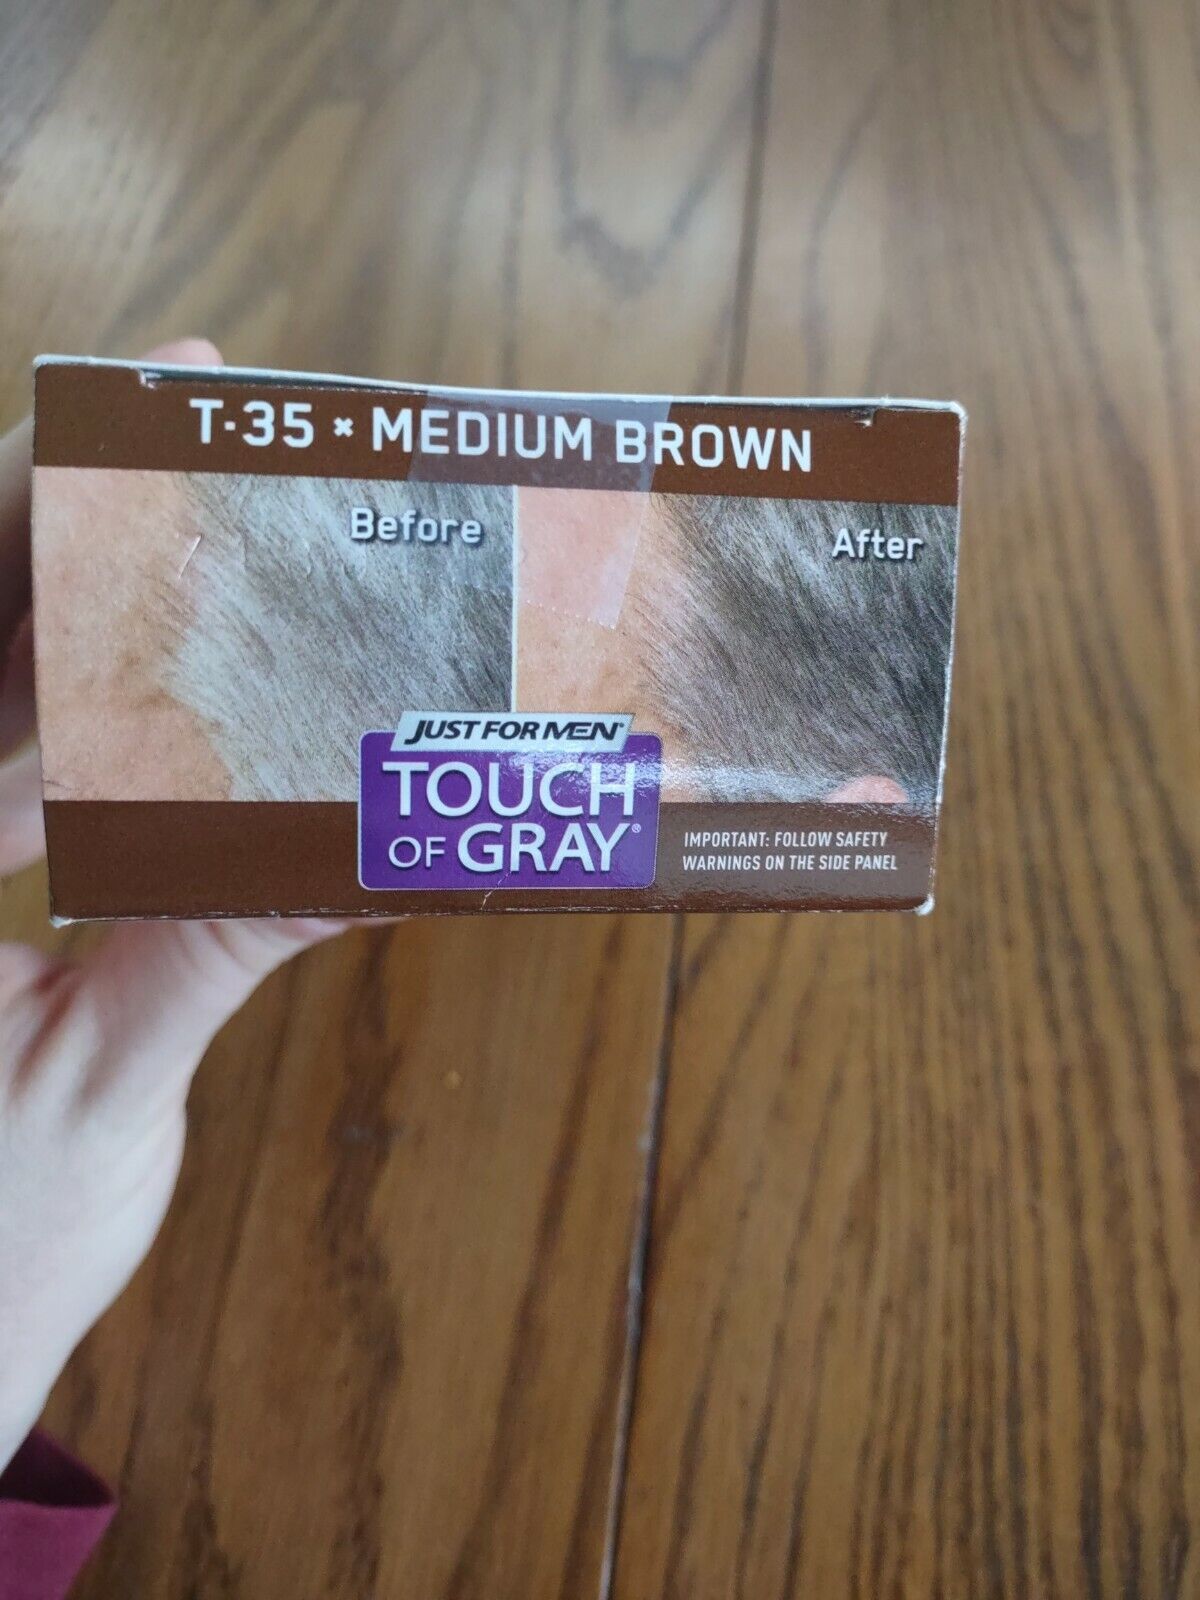 T-35 × MEDIUM BROWN
Before
After
JUST FOR MEN®
TOUCH
OF GRAY®
IMPORTANT: FOLLOW SAFETY
WARNINGS ON THE SIDE PANEL